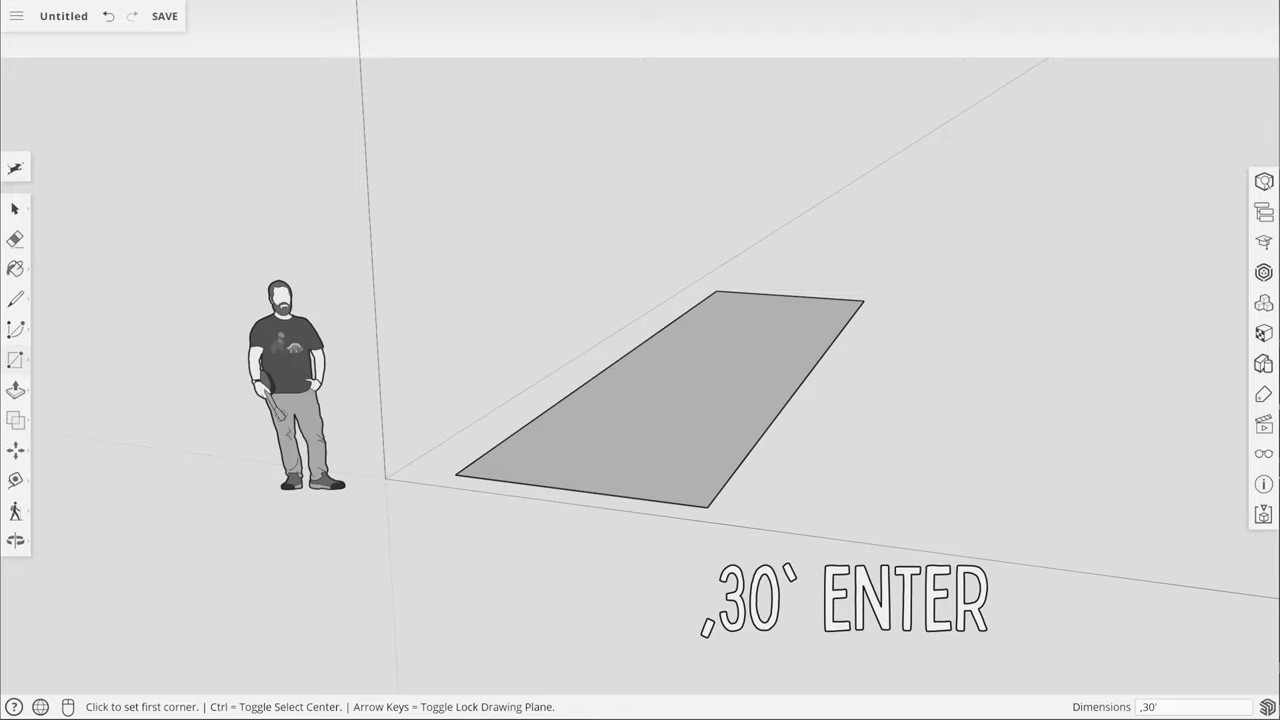 Untitled SAVE
,30` ENTER
? Click to set first corner. | Ctrl = Toggle Select Center. | Arrow Keys = Toggle Lock Drawing Plane. Dimensions ,30'